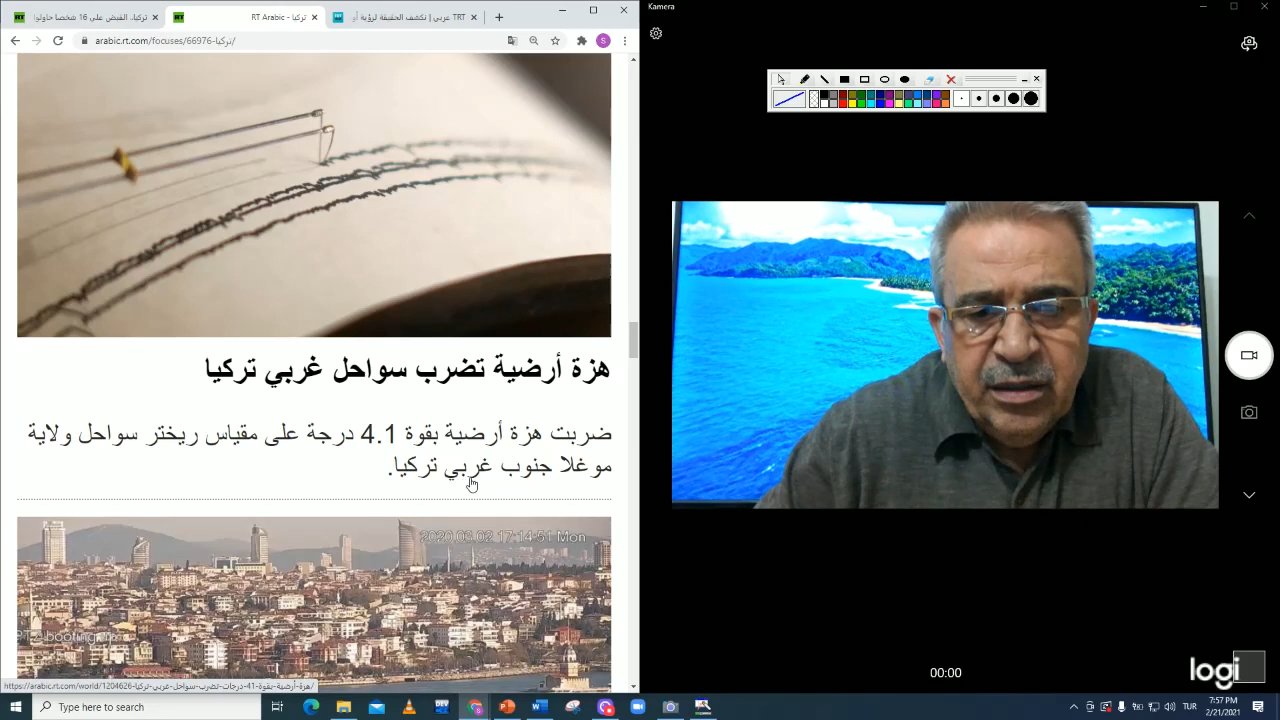 تركيا.. القبض على 16 شخصا حاولوا
تركيا - RT Arabic
TRT عربي | نكشف الحقيقة لرؤية أو
arabic.rt.com/focuses/66976-تركيا/
S
Kamera
هزة أرضية تضرب سواحل غربي تركيا
ضربت هزة أرضية بقوة 4.1 درجة على مقياس ريختر سواحل ولاية
موغلا جنوب غربي تركيا.
2020 03 02 17:14:51 Mon
https://arabic.rt.com/world/1204626-هزة-أرضية-بقوة-41-درجات-تضرب-سواحل-غربي-تركيا/
00:00
logi
Type here to search
TUR
7:57 PM
2/21/2021